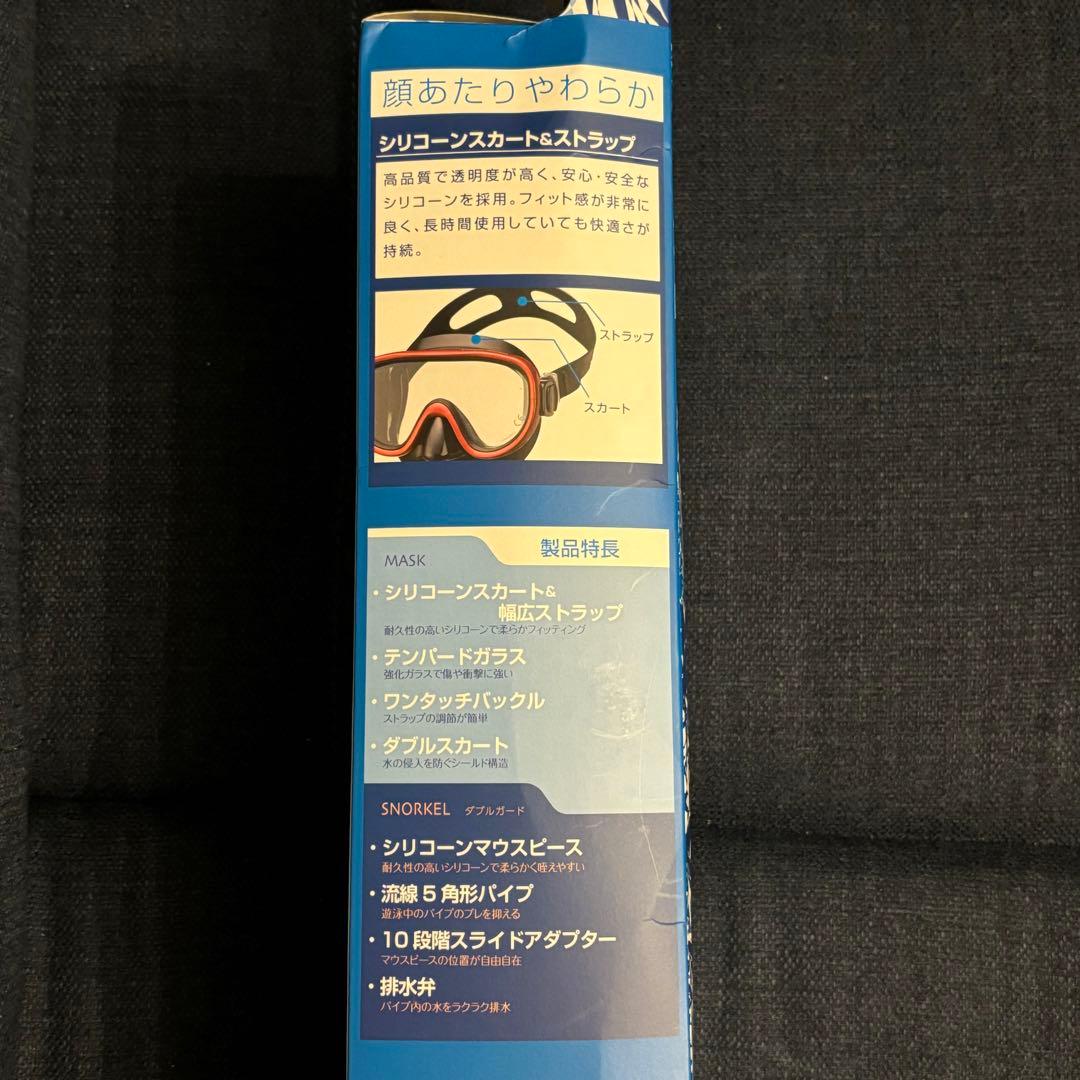 顔あたりやわらか
シリコーンスカート&ストラップ
高品質で透明度が高く、安心・安全な
シリコーンを採用。フィット感が非常に
良く、長時間使用していても快適さが
持続。
ストラップ
スカート
製品特長
MASK
・シリコーンスカート&
幅広ストラップ
耐久性の高いシリコーンで柔らかフィッティング
・テンパードガラス
強化ガラスで傷や衝撃に強い
・ワンタッチバックル
ストラップの調節が簡単
・ダブルスカート
水の侵入を防ぐシールド構造
SNORKEL ダブルガード
・シリコーンマウスピース
耐久性の高いシリコーンで柔らかく咥えやすい
・流線5角形パイプ
遊泳中のパイプのブレを抑える
・10段階スライドアダプター
マウスピースの位置が自由自在
・排水弁
パイプ内の水をラクラク排水